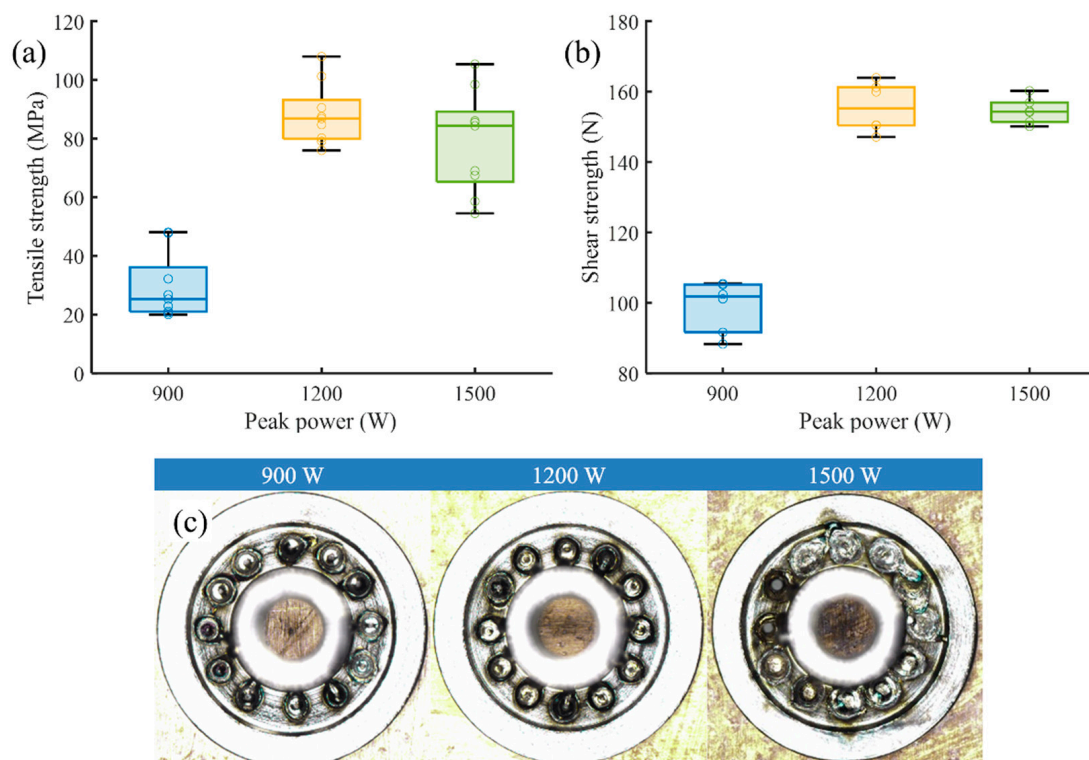 (a)
Tensile strength (MPa)
120
100
80
60
40
20
0
900 1200 1500
Peak power (W)
(b)
Shear strength (N)
180
160
140
120
100
80
900 1200 1500
Peak power (W)
900 W 1200 W 1500 W
(c)